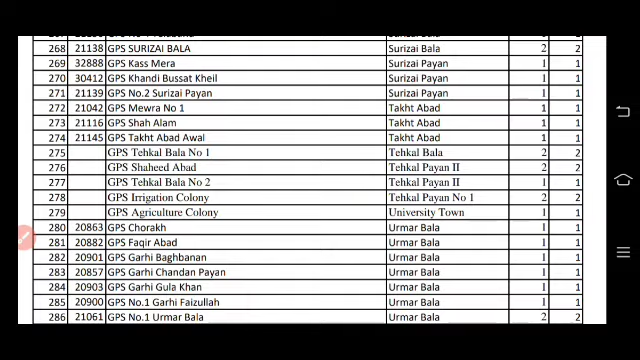 268 21138 GPS SURIZAI BALA Surizai Bala 2 2
269 32888 GPS Kass Mera Surizai Payan 1 1
270 30412 GPS Khandi Bussat Kheil Surizai Payan 1 1
271 21139 GPS No.2 Surizai Payan Surizai Payan 1 1
272 21042 GPS Mewra No 1 Takht Abad 1 1
273 21116 GPS Shah Alam Takht Abad 1 1
274 21145 GPS Takht Abad Awal Takht Abad 1 1
275 GPS Tehkal Bala No 1 Tehkal Bala 2 2
276 GPS Shaheed Abad Tehkal Payan II 2 2
277 GPS Tehkal Bala No 2 Tehkal Payan II 1 1
278 GPS Irrigation Colony Tehkal Payan No 1 2 2
279 GPS Agriculture Colony University Town 1 1
280 20863 GPS Chorakh Urmar Bala 1 1
281 20882 GPS Faqir Abad Urmar Bala 1 1
282 20901 GPS Garhi Baghbanan Urmar Bala 1 1
283 20857 GPS Garhi Chandan Payan Urmar Bala 1 1
284 20903 GPS Garhi Gula Khan Urmar Bala 1 1
285 20900 GPS No.1 Garhi Faizullah Urmar Bala 1 1
286 21061 GPS No.1 Urmar Bala Urmar Bala 2 2